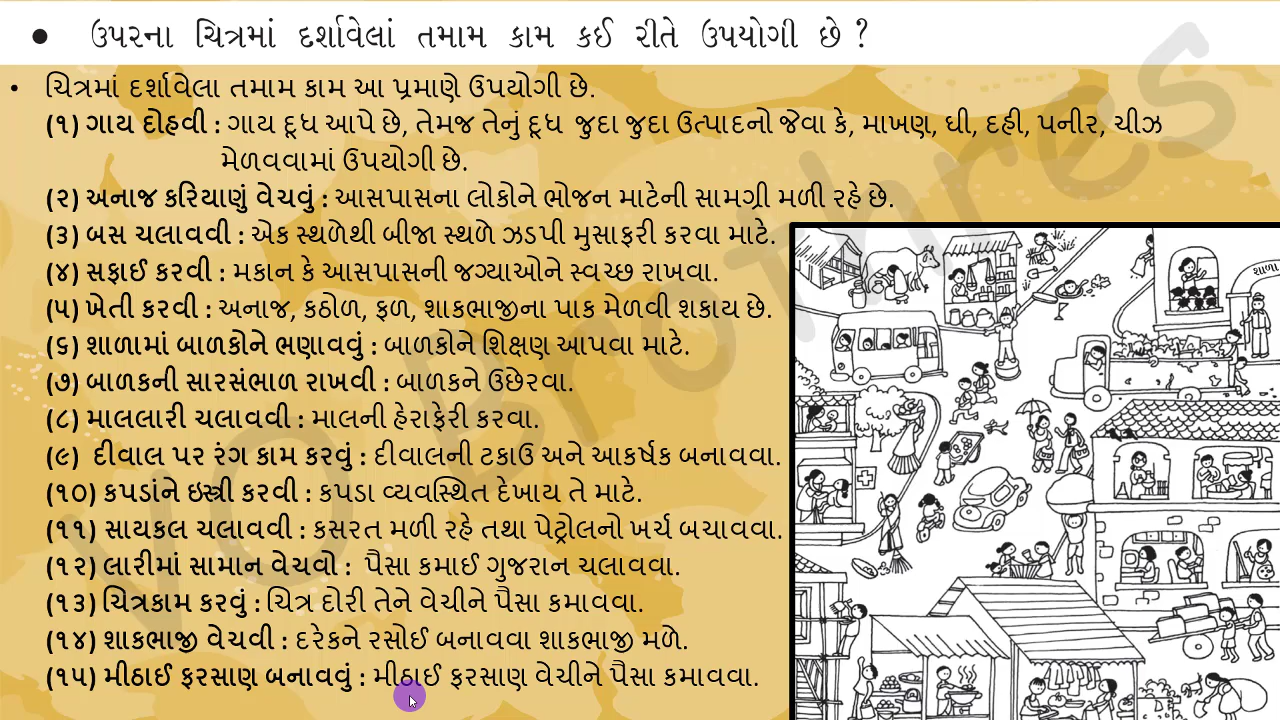 ● ઉપરના ચિત્રમાં દર્શાવેલાં તમામ કામ કઈ રીતે ઉપયોગી છે ?
• ચિત્રમાં દર્શાવેલા તમામ કામ આ પ્રમાણે ઉપયોગી છે.
(૧) ગાય દોહવી : ગાય દૂધ આપે છે, તેમજ તેનું દૂધ જુદા જુદા ઉત્પાદનો જેવા કે, માખણ, ઘી, દહી, પનીર, ચીઝ
મેળવવામાં ઉપયોગી છે.
(૨) અનાજ કરિયાણું વેચવું : આસપાસના લોકોને ભોજન માટેની સામગ્રી મળી રહે છે.
(૩) બસ ચલાવવી : એક સ્થળેથી બીજા સ્થળે ઝડપી મુસાફરી કરવા માટે.
(૪) સફાઈ કરવી : મકાન કે આસપાસની જગ્યાઓને સ્વચ્છ રાખવા.
(૫) ખેતી કરવી : અનાજ, કઠોળ, ફળ, શાકભાજીના પાક મેળવી શકાય છે.
(૬) શાળામાં બાળકોને ભણાવવું : બાળકોને શિક્ષણ આપવા માટે.
(૭) બાળકની સારસંભાળ રાખવી : બાળકને ઉછેરવા.
(૮) માલલારી ચલાવવી : માલની હેરાફેરી કરવા.
(૯) દીવાલ પર રંગ કામ કરવું : દીવાલની ટકાઉ અને આકર્ષક બનાવવા.
(૧૦) કપડાંને ઇસ્ત્રી કરવી : કપડા વ્યવસ્થિત દેખાય તે માટે.
(૧૧) સાયકલ ચલાવવી : કસરત મળી રહે તથા પેટ્રોલનો ખર્ચ બચાવવા.
(૧૨) લારીમાં સામાન વેચવો : પૈસા કમાઈ ગુજરાન ચલાવવા.
(૧૩) ચિત્રકામ કરવું : ચિત્ર દોરી તેને વેચીને પૈસા કમાવવા.
(૧૪) શાકભાજી વેચવી : દરેકને રસોઈ બનાવવા શાકભાજી મળે.
(૧૫) મીઠાઈ ફરસાણ બનાવવું : મીઠાઈ ફરસાણ વેચીને પૈસા કમાવવા.
શાળા
VO Brothres